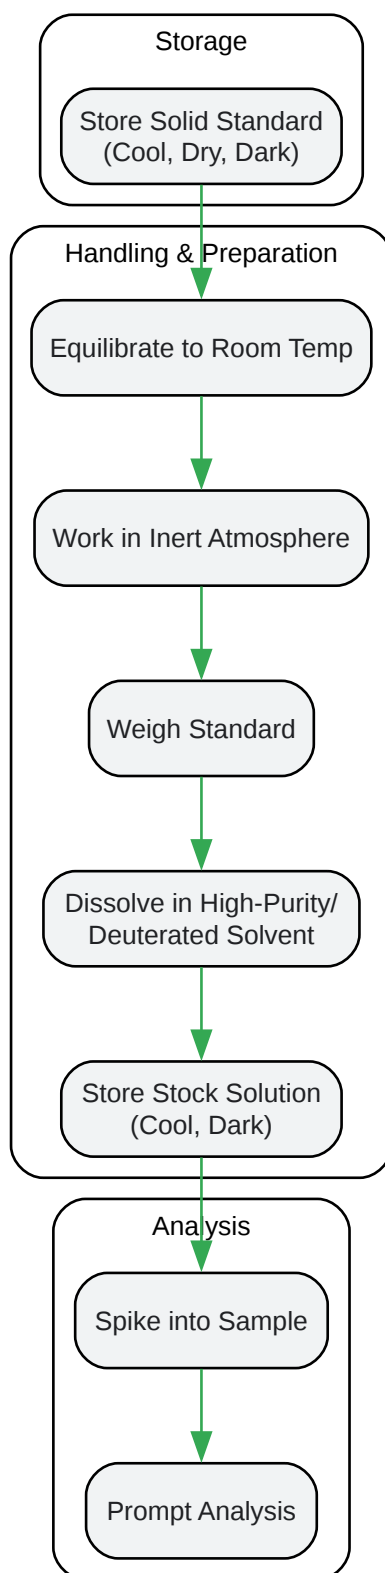 Storage
Store Solid Standard
(Cool, Dry, Dark)
Handling & Preparation
Equilibrate to Room Temp
Work in Inert Atmosphere
Weigh Standard
Dissolve in High-Purity/
Deuterated Solvent
Store Stock Solution
(Cool, Dark)
Analysis
Spike into Sample
Prompt Analysis